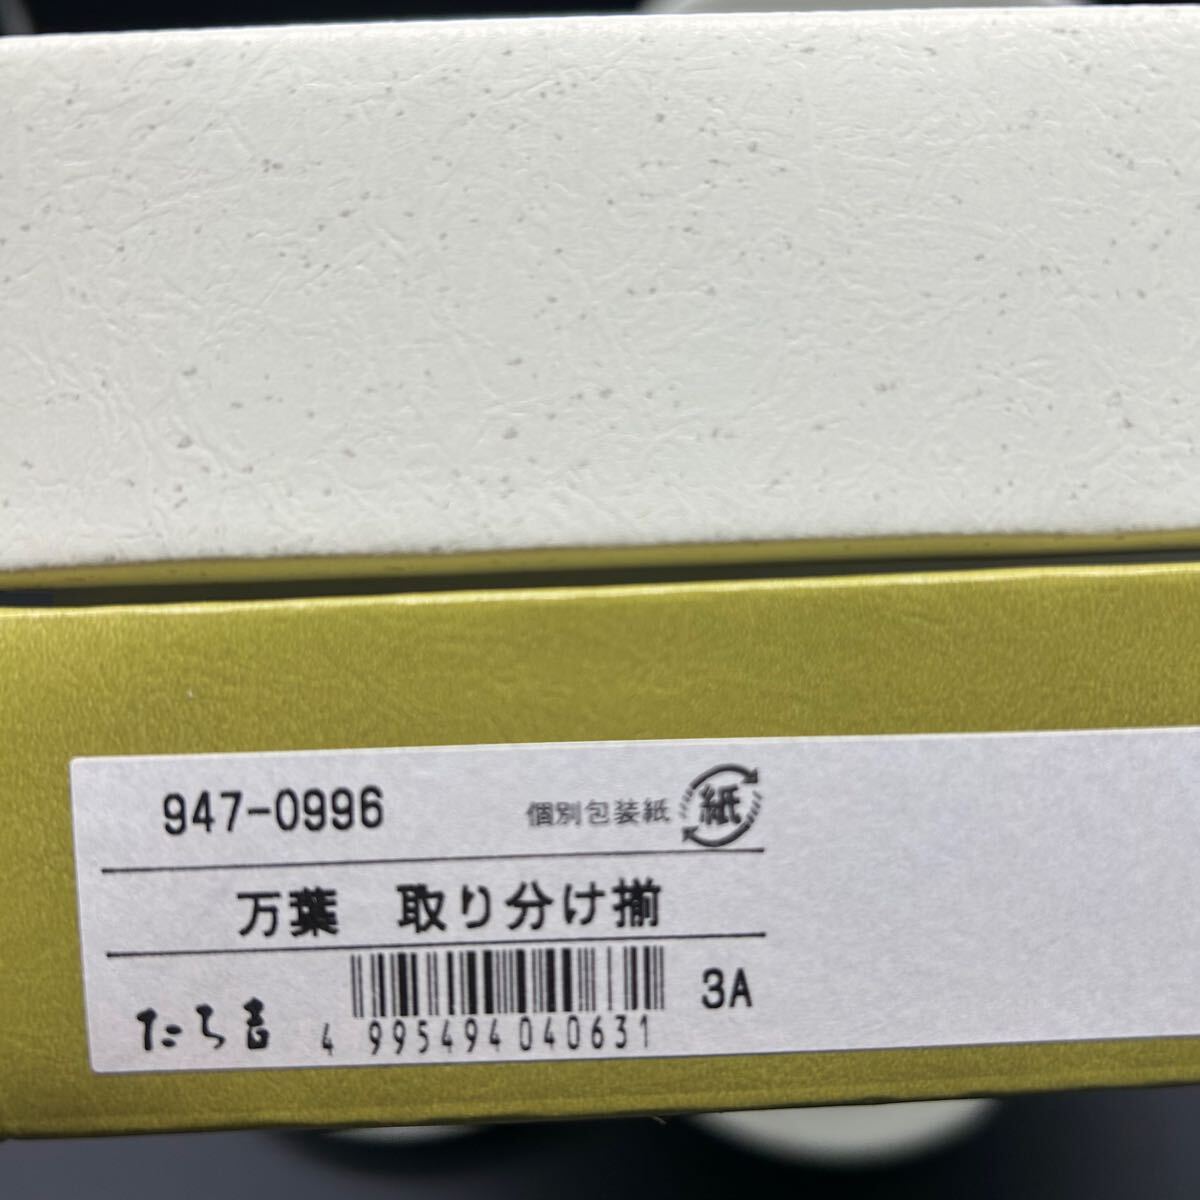 947-0996
個別包装紙 紙
万葉 取り分け揃
たち吉
4 995494 040631
3A